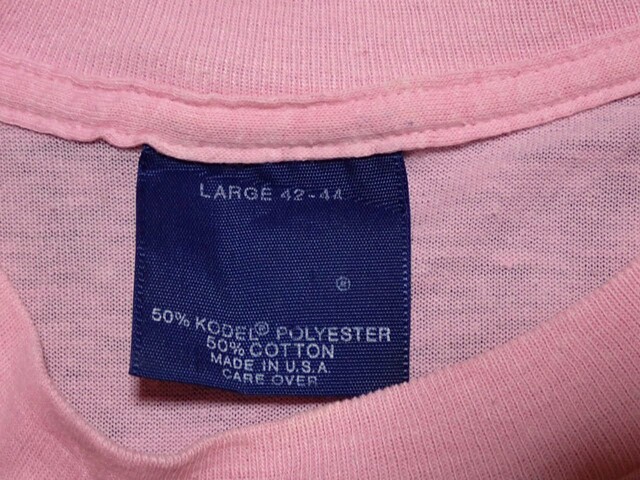 LARGE 42-44
®
50% KODEL® POLYESTER
50% COTTON
MADE IN U.S.A
CARE OVER